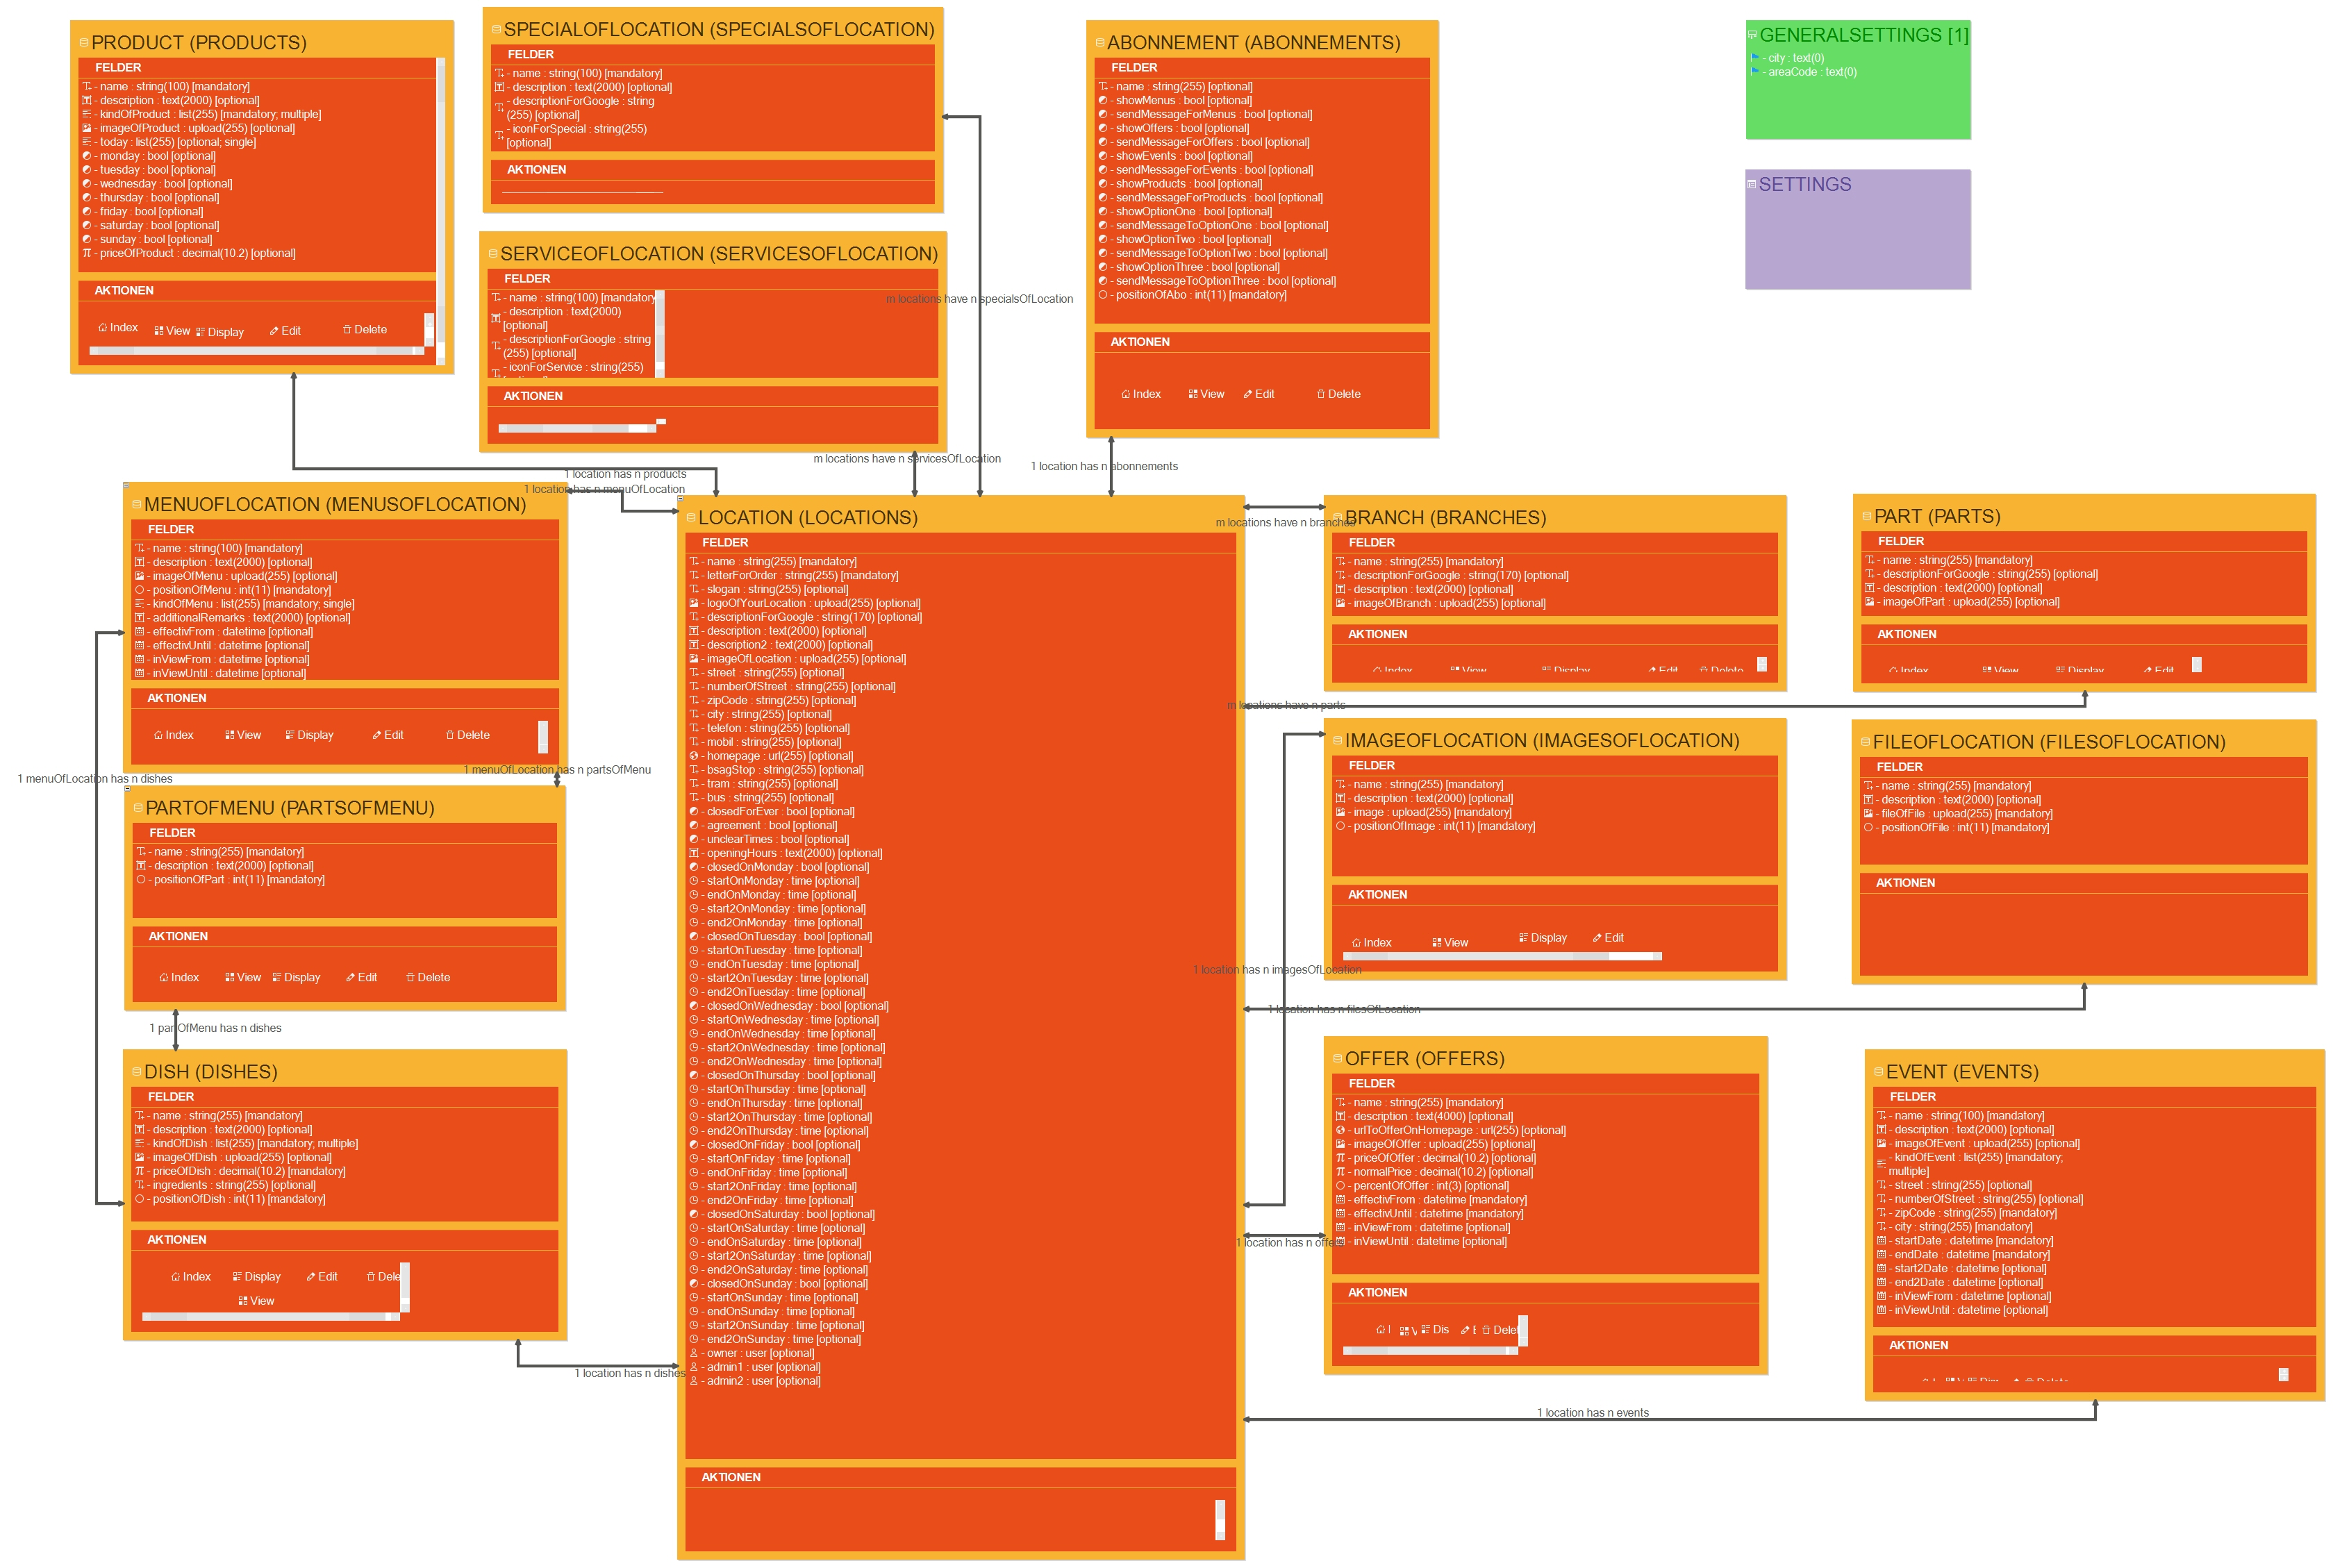 PRODUCT (PRODUCTS)
FELDER
- name : string(100) [mandatory]
- description : text(2000) [optional]
- kindOfProduct : list(255) [mandatory; multiple]
- imageOfProduct : upload(255) [optional]
- today : list(255) [optional; single]
- monday : bool [optional]
- tuesday : bool [optional]
- wednesday : bool [optional]
- thursday : bool [optional]
- friday : bool [optional]
- saturday : bool [optional]
- sunday : bool [optional]
- priceOfProduct : decimal(10.2) [optional]
AKTIONEN
Index View Display Edit Delete
SPECIALOFLOCATION (SPECIALSOFLOCATION)
FELDER
- name : string(100) [mandatory]
- description : text(2000) [optional]
- descriptionForGoogle : string
(255) [optional]
- iconForSpecial : string(255)
[optional]
AKTIONEN
SERVICEOFLOCATION (SERVICESOFLOCATION)
FELDER
- name : string(100) [mandatory
- description : text(2000)
[optional]
- descriptionForGoogle : string
(255) [optional]
- iconForService : string(255)
AKTIONEN
ABONNEMENT (ABONNEMENTS)
FELDER
- name : string(255) [optional]
- showMenus : bool [optional]
- sendMessageForMenus : bool [optional]
- showOffers : bool [optional]
- sendMessageForOffers : bool [optional]
- showEvents : bool [optional]
- sendMessageForEvents : bool [optional]
- showProducts : bool [optional]
- sendMessageForProducts : bool [optional]
- showOptionOne : bool [optional]
- sendMessageToOptionOne : bool [optional]
- showOptionTwo : bool [optional]
- sendMessageToOptionTwo : bool [optional]
- showOptionThree : bool [optional]
- sendMessageToOptionThree : bool [optional]
- positionOfAbo : int(11) [mandatory]
AKTIONEN
Index View Edit Delete
GENERALSETTINGS [1]
- city : text(0)
- areaCode : text(0)
SETTINGS
m locations have n specialsOfLocation
m locations have n servicesOfLocation
1 location has n abonnements
1 location has n products
1 location has n menuOfLocation
MENUOFLOCATION (MENUSOFLOCATION)
FELDER
- name : string(100) [mandatory]
- description : text(2000) [optional]
- imageOfMenu : upload(255) [optional]
- positionOfMenu : int(11) [mandatory]
- kindOfMenu : list(255) [mandatory; single]
- additionalRemarks : text(2000) [optional]
- effectivFrom : datetime [optional]
- effectivUntil : datetime [optional]
- inViewFrom : datetime [optional]
- inViewUntil : datetime [optional]
AKTIONEN
Index View Display Edit Delete
1 menuOfLocation has n dishes
1 menuOfLocation has n partsOfMenu
PARTOFMENU (PARTSOFMENU)
FELDER
- name : string(255) [mandatory]
- description : text(2000) [optional]
- positionOfPart : int(11) [mandatory]
AKTIONEN
Index View Display Edit Delete
1 partOfMenu has n dishes
DISH (DISHES)
FELDER
- name : string(255) [mandatory]
- description : text(2000) [optional]
- kindOfDish : list(255) [mandatory; multiple]
- imageOfDish : upload(255) [optional]
- priceOfDish : decimal(10.2) [mandatory]
- ingredients : string(255) [optional]
- positionOfDish : int(11) [mandatory]
AKTIONEN
Index Display Edit Dele
View
1 location has n dishes
LOCATION (LOCATIONS)
FELDER
- name : string(255) [mandatory]
- letterForOrder : string(255) [mandatory]
- slogan : string(255) [optional]
- logoOfYourLocation : upload(255) [optional]
- descriptionForGoogle : string(170) [optional]
- description : text(2000) [optional]
- description2 : text(2000) [optional]
- imageOfLocation : upload(255) [optional]
- street : string(255) [optional]
- numberOfStreet : string(255) [optional]
- zipCode : string(255) [optional]
- city : string(255) [optional]
- telefon : string(255) [optional]
- mobil : string(255) [optional]
- homepage : url(255) [optional]
- bsagStop : string(255) [optional]
- tram : string(255) [optional]
- bus : string(255) [optional]
- closedForEver : bool [optional]
- agreement : bool [optional]
- unclearTimes : bool [optional]
- openingHours : text(2000) [optional]
- closedOnMonday : bool [optional]
- startOnMonday : time [optional]
- endOnMonday : time [optional]
- start2OnMonday : time [optional]
- end2OnMonday : time [optional]
- closedOnTuesday : bool [optional]
- startOnTuesday : time [optional]
- endOnTuesday : time [optional]
- start2OnTuesday : time [optional]
- end2OnTuesday : time [optional]
- closedOnWednesday : bool [optional]
- startOnWednesday : time [optional]
- endOnWednesday : time [optional]
- start2OnWednesday : time [optional]
- end2OnWednesday : time [optional]
- closedOnThursday : bool [optional]
- startOnThursday : time [optional]
- endOnThursday : time [optional]
- start2OnThursday : time [optional]
- end2OnThursday : time [optional]
- closedOnFriday : bool [optional]
- startOnFriday : time [optional]
- endOnFriday : time [optional]
- start2OnFriday : time [optional]
- end2OnFriday : time [optional]
- closedOnSaturday : bool [optional]
- startOnSaturday : time [optional]
- endOnSaturday : time [optional]
- start2OnSaturday : time [optional]
- end2OnSaturday : time [optional]
- closedOnSunday : bool [optional]
- startOnSunday : time [optional]
- endOnSunday : time [optional]
- start2OnSunday : time [optional]
- end2OnSunday : time [optional]
- owner : user [optional]
- admin1 : user [optional]
- admin2 : user [optional]
AKTIONEN
m locations have n branches
BRANCH (BRANCHES)
FELDER
- name : string(255) [mandatory]
- descriptionForGoogle : string(170) [optional]
- description : text(2000) [optional]
- imageOfBranch : upload(255) [optional]
AKTIONEN
Index View Display Edit Delete
PART (PARTS)
FELDER
- name : string(255) [mandatory]
- descriptionForGoogle : string(255) [optional]
- description : text(2000) [optional]
- imageOfPart : upload(255) [optional]
AKTIONEN
Index View Display Edit
m locations have n parts
IMAGEOFLOCATION (IMAGESOFLOCATION)
FELDER
- name : string(255) [mandatory]
- description : text(2000) [optional]
- image : upload(255) [mandatory]
- positionOfImage : int(11) [mandatory]
AKTIONEN
Index View Display Edit
1 location has n imagesOfLocation
FILEOFLOCATION (FILESOFLOCATION)
FELDER
- name : string(255) [mandatory]
- description : text(2000) [optional]
- fileOfFile : upload(255) [mandatory]
- positionOfFile : int(11) [mandatory]
AKTIONEN
1 location has n filesOfLocation
OFFER (OFFERS)
FELDER
- name : string(255) [mandatory]
- description : text(4000) [optional]
- urlToOfferOnHomepage : url(255) [optional]
- imageOfOffer : upload(255) [optional]
- priceOfOffer : decimal(10.2) [optional]
- normalPrice : decimal(10.2) [optional]
- percentOfOffer : int(3) [optional]
- effectivFrom : datetime [mandatory]
- effectivUntil : datetime [mandatory]
- inViewFrom : datetime [optional]
- inViewUntil : datetime [optional]
1 location has n offers
AKTIONEN
Dis Delet
EVENT (EVENTS)
FELDER
- name : string(100) [mandatory]
- description : text(2000) [optional]
- imageOfEvent : upload(255) [optional]
- kindOfEvent : list(255) [mandatory;
multiple]
- street : string(255) [optional]
- numberOfStreet : string(255) [optional]
- zipCode : string(255) [mandatory]
- city : string(255) [mandatory]
- startDate : datetime [mandatory]
- endDate : datetime [mandatory]
- start2Date : datetime [optional]
- end2Date : datetime [optional]
- inViewFrom : datetime [optional]
- inViewUntil : datetime [optional]
AKTIONEN
1 location has n events